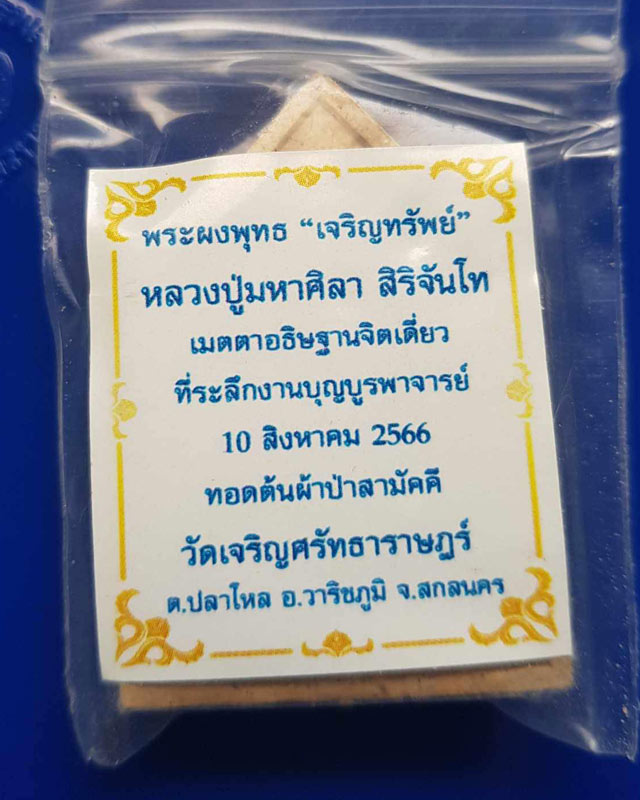 พระผงพุทธ “เจริญทรัพย์”
หลวงปู่มหาศิลา สิริจันโท
เมตตาอธิษฐานจิตเดี่ยว
ที่ระลึกงานบุญบูรพาจารย์
10 สิงหาคม 2566
ทอดต้นผ้าป่าสามัคคี
วัดเจริญศรัทธาราษฎร์
ต.ปลาโหล อ.วาริชภูมิ จ.สกลนคร